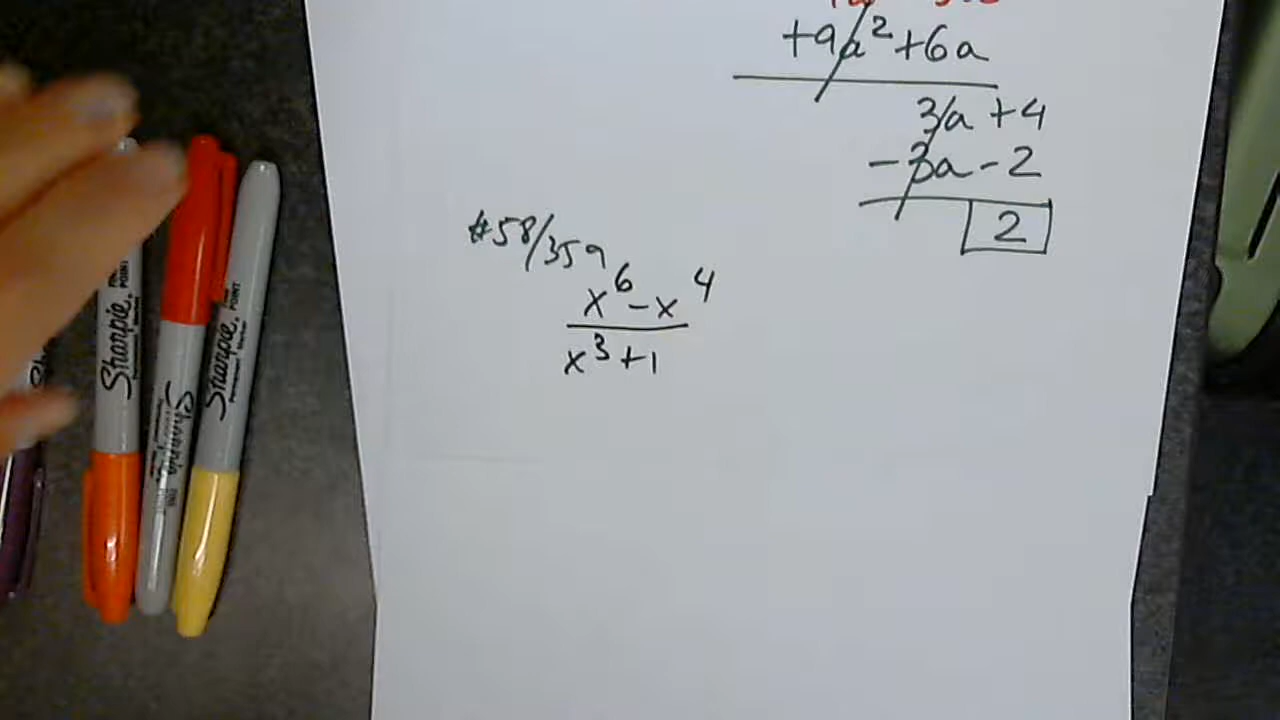 +9a² +6a
3a +4
-3a -2
2
#58/359
x⁶-x⁴
x³+1
Sharpie.
Sharpie
Sharpie.